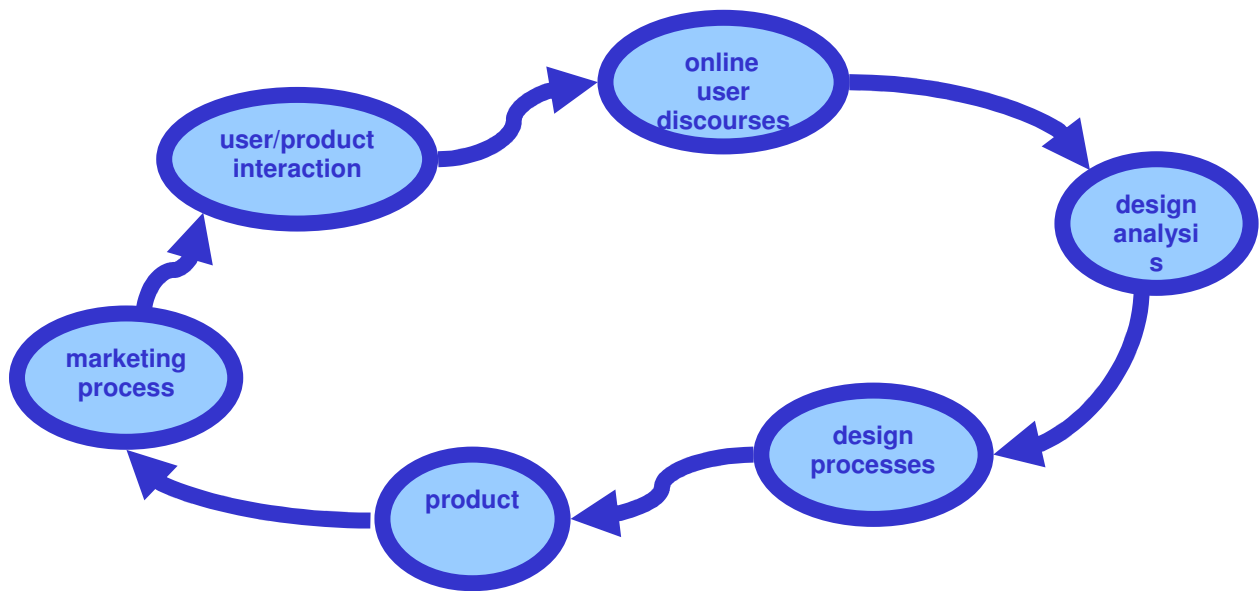 online
user
discourses
user/product
interaction
design
analysi
s
marketing
process
design
processes
product